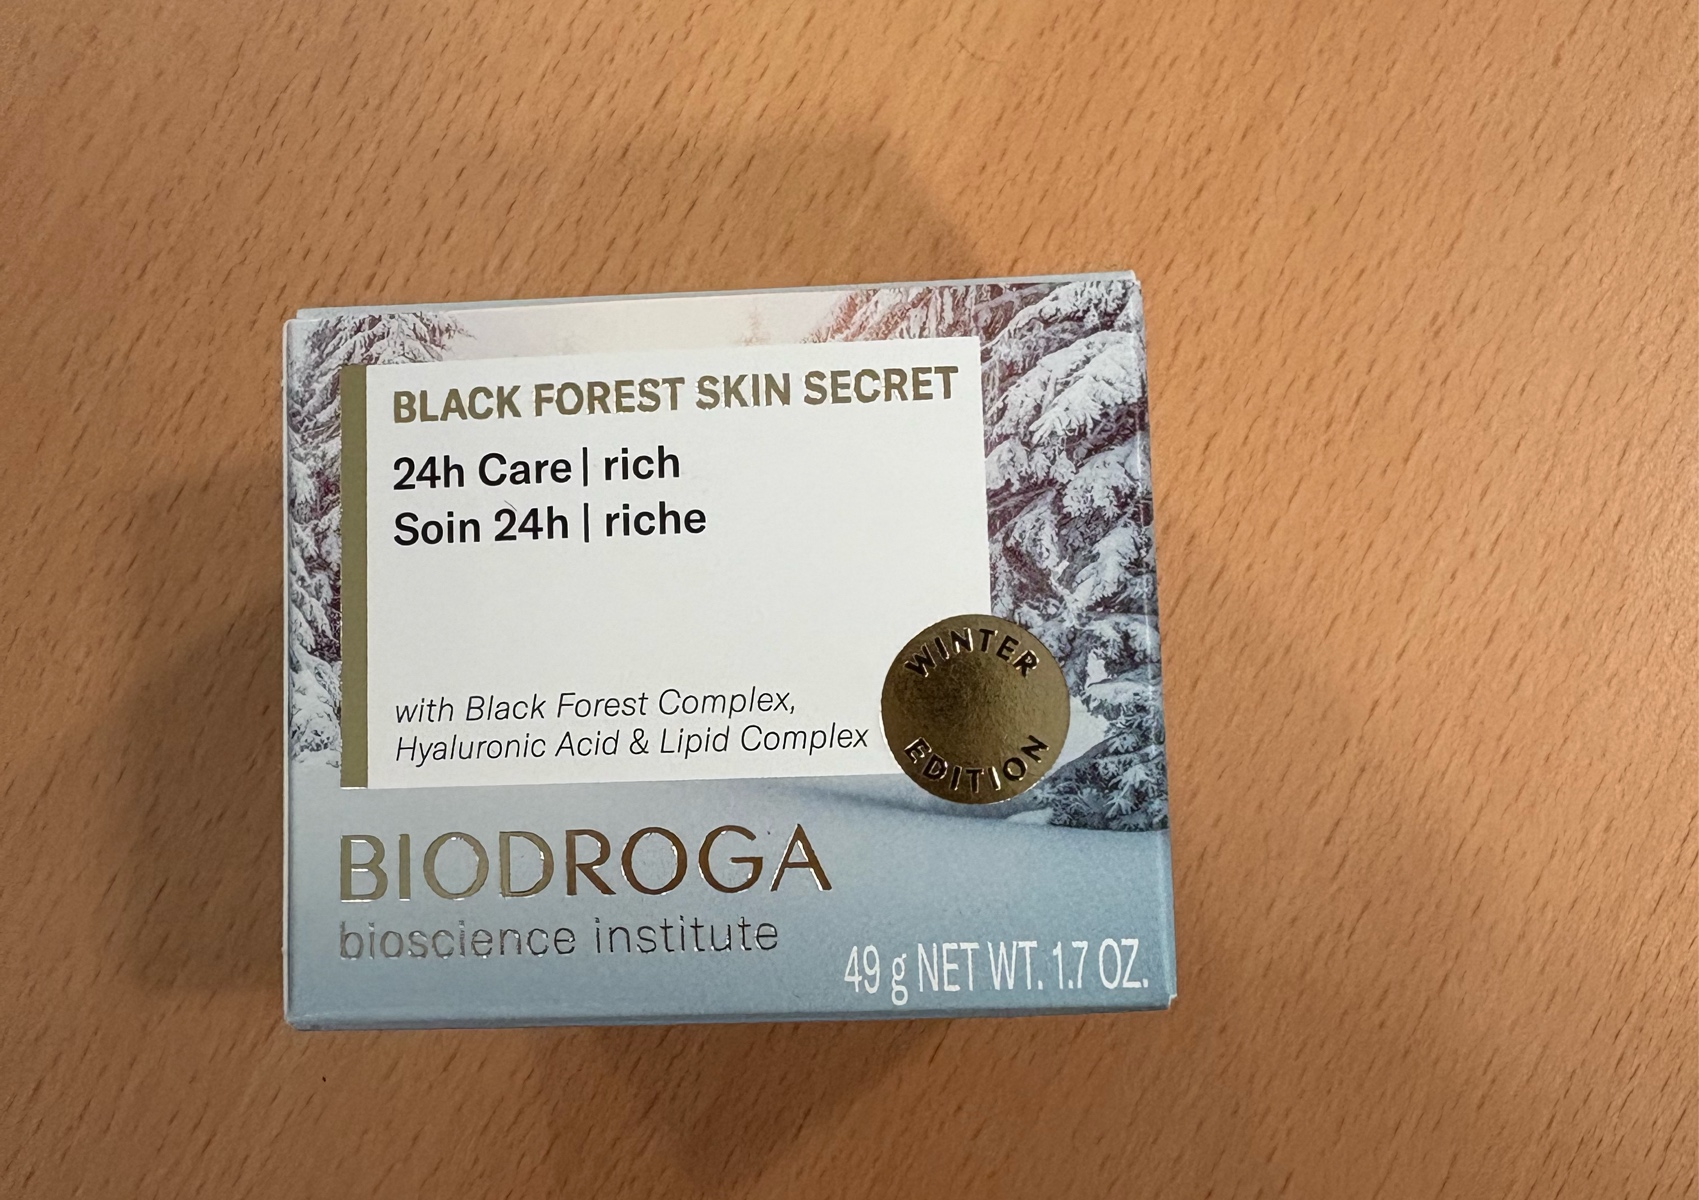 BLACK FOREST SKIN SECRET
24h Care | rich
Soin 24h | riche
with Black Forest Complex,
Hyaluronic Acid & Lipid Complex
WINTER
EDITION
BIODROGA
bioscience institute
49 g NET WT. 1.7 OZ.